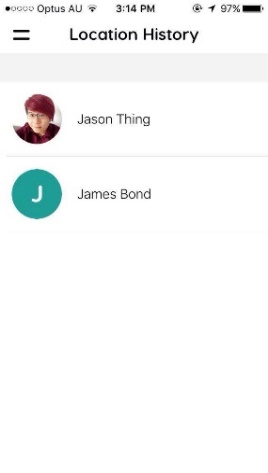 Optus AU 3:14 PM 97%
Location History
Jason Thing
J James Bond